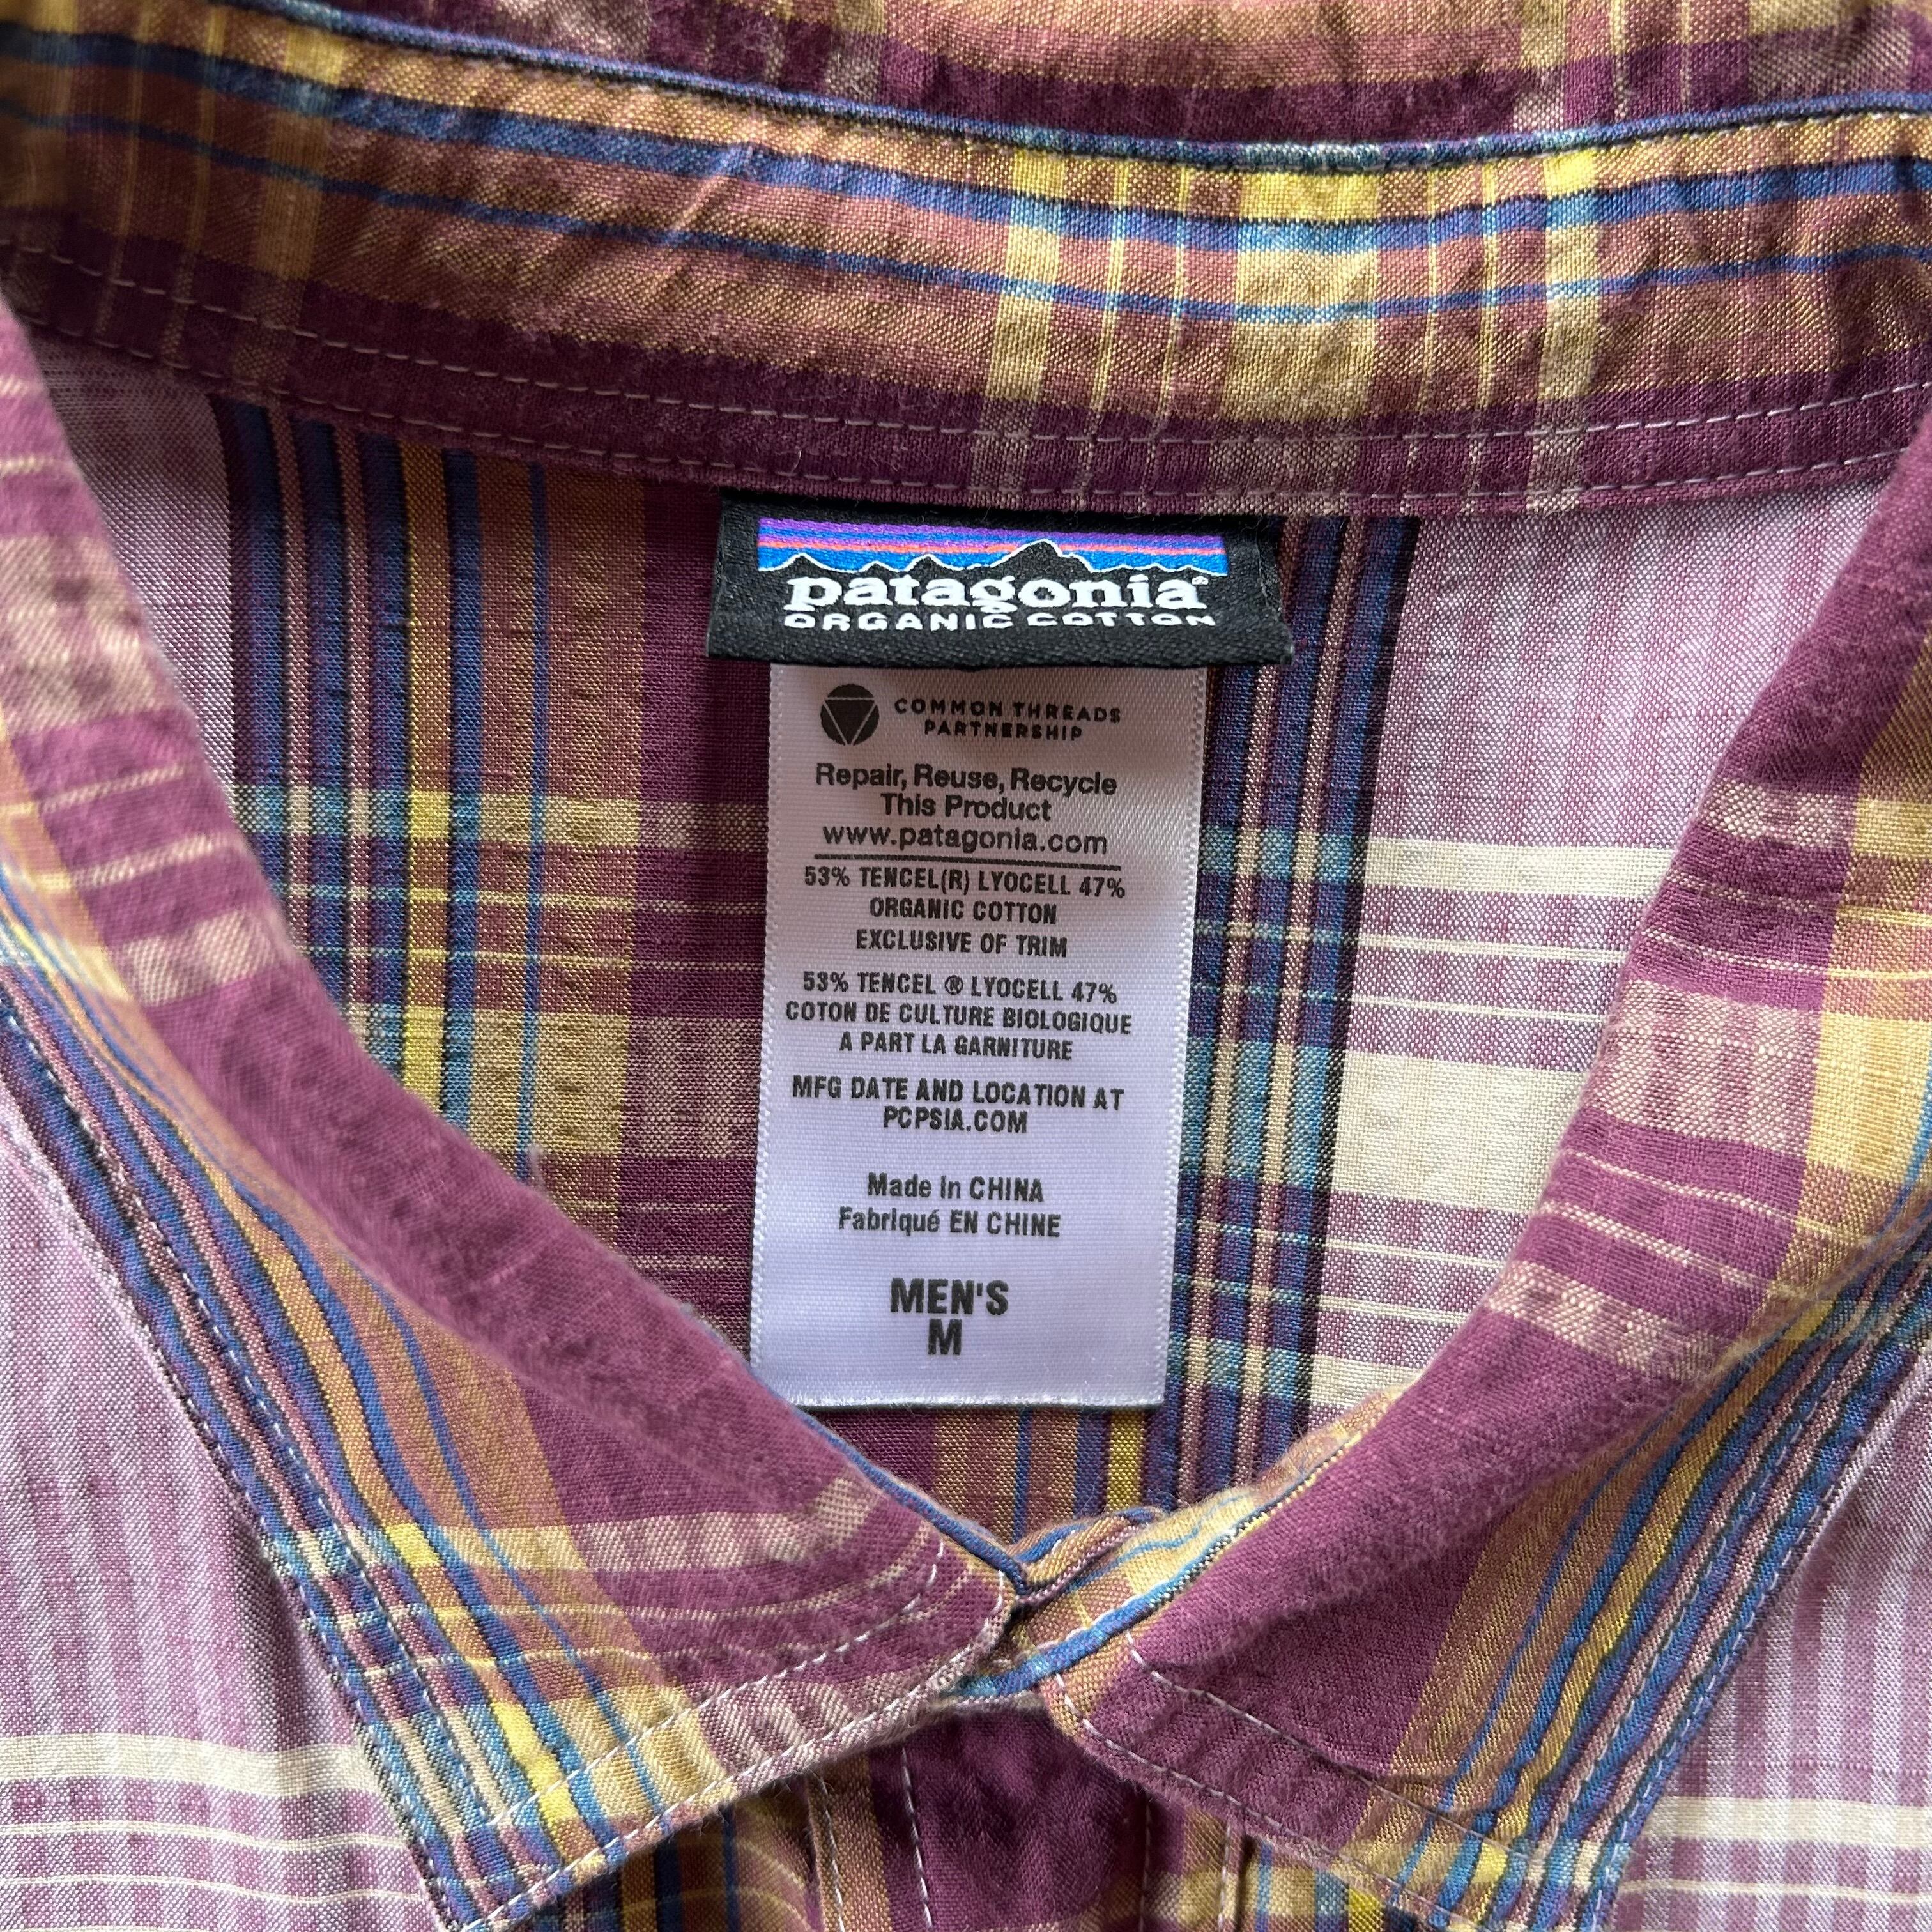 patagonia®
ORGANIC COTTON
COMMON THREADS
PARTNERSHIP
Repair, Reuse, Recycle
This Product
www.patagonia.com
53% TENCEL(R) LYOCELL 47%
ORGANIC COTTON
EXCLUSIVE OF TRIM
53% TENCEL ® LYOCELL 47%
COTON DE CULTURE BIOLOGIQUE
A PART LA GARNITURE
MFG DATE AND LOCATION AT
PCPSIA.COM
Made In CHINA
Fabriqué EN CHINE
MEN'S
M